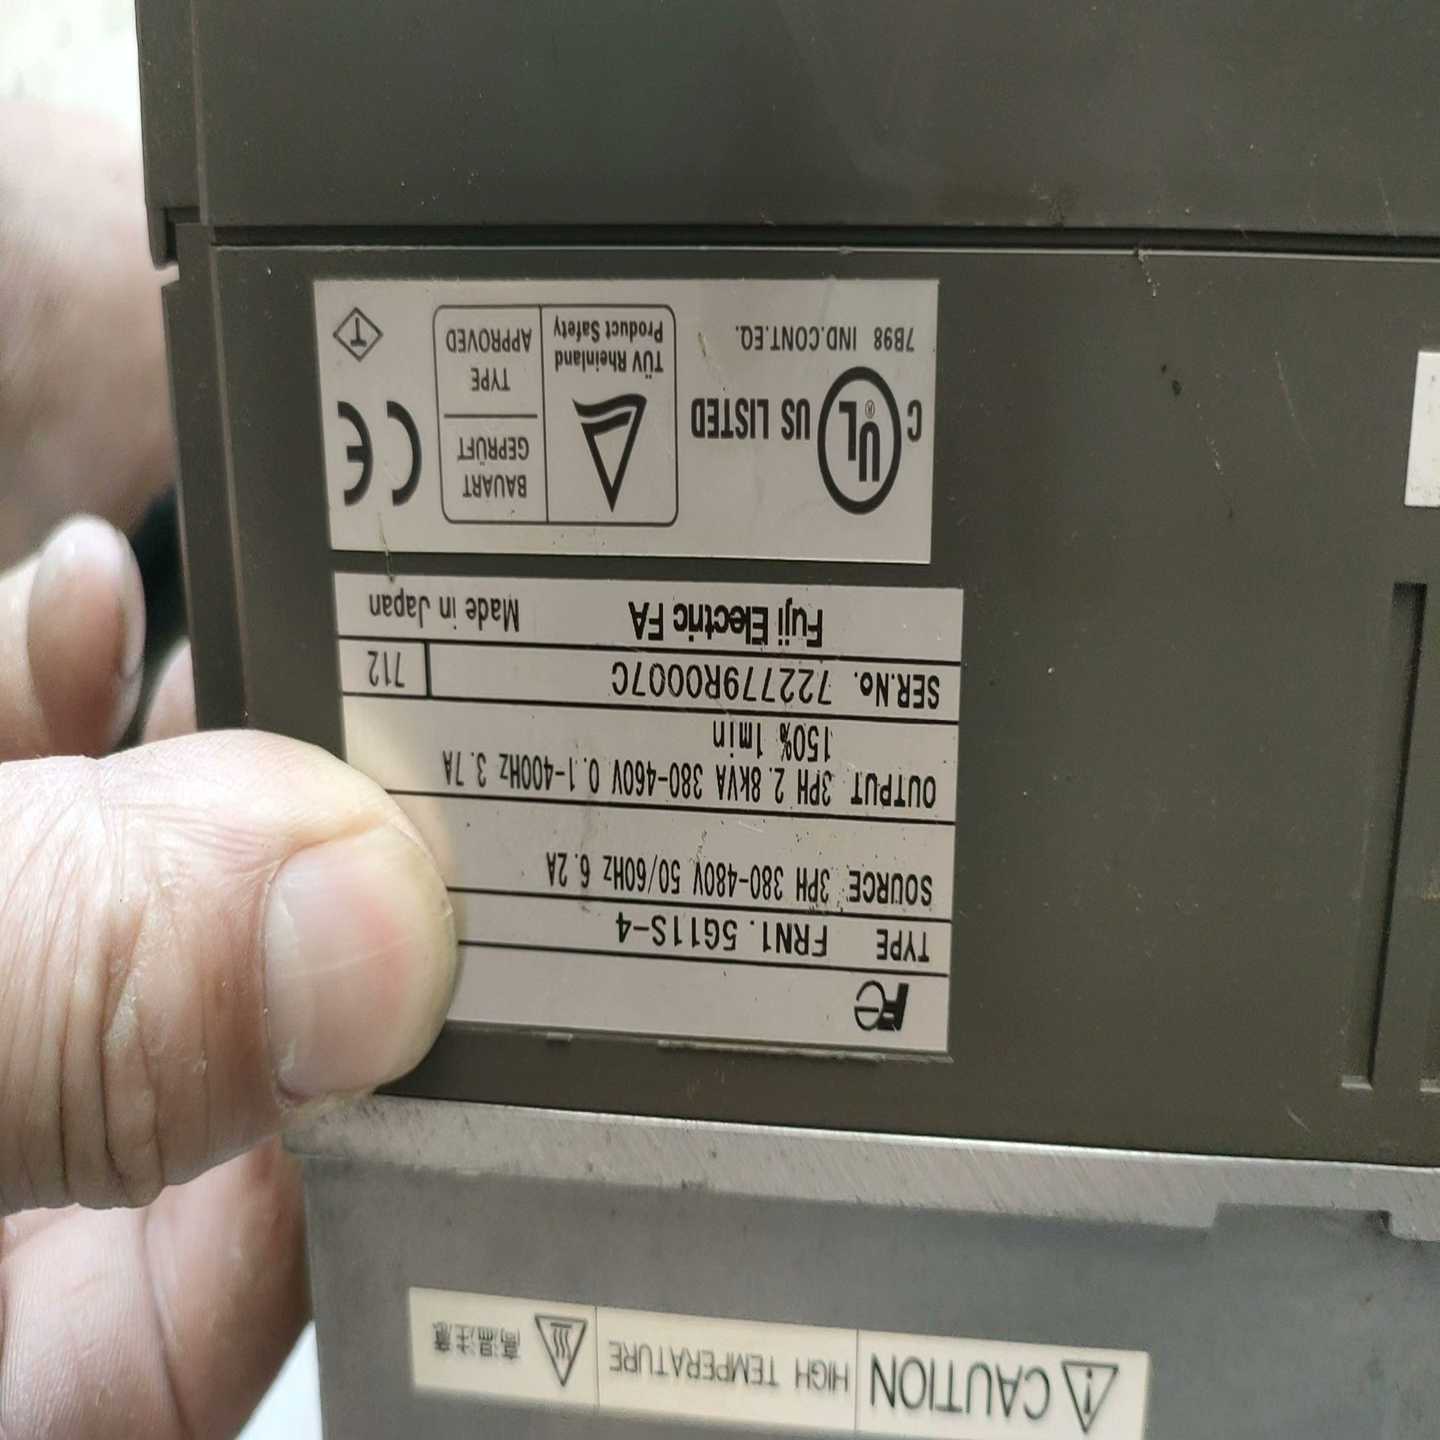 CAUTION HIGH TEMPERATURE 高温注意
Fe
TYPE FRN1.5G11S-4
SOURCE 3PH 380-480V 50/60Hz 6.2A
OUTPUT 3PH 2.8kVA 380-460V 0.1-400Hz 3.7A
150% 1min
SER.No. 722779R0007C 712
Fuji Electric FA Made in Japan
C UL® US LISTED
7B98 IND.CONT.EQ.
TÜV Rheinland
Product Safety
BAUART
GEPRÜFT
TYPE
APPROVED
CE
T